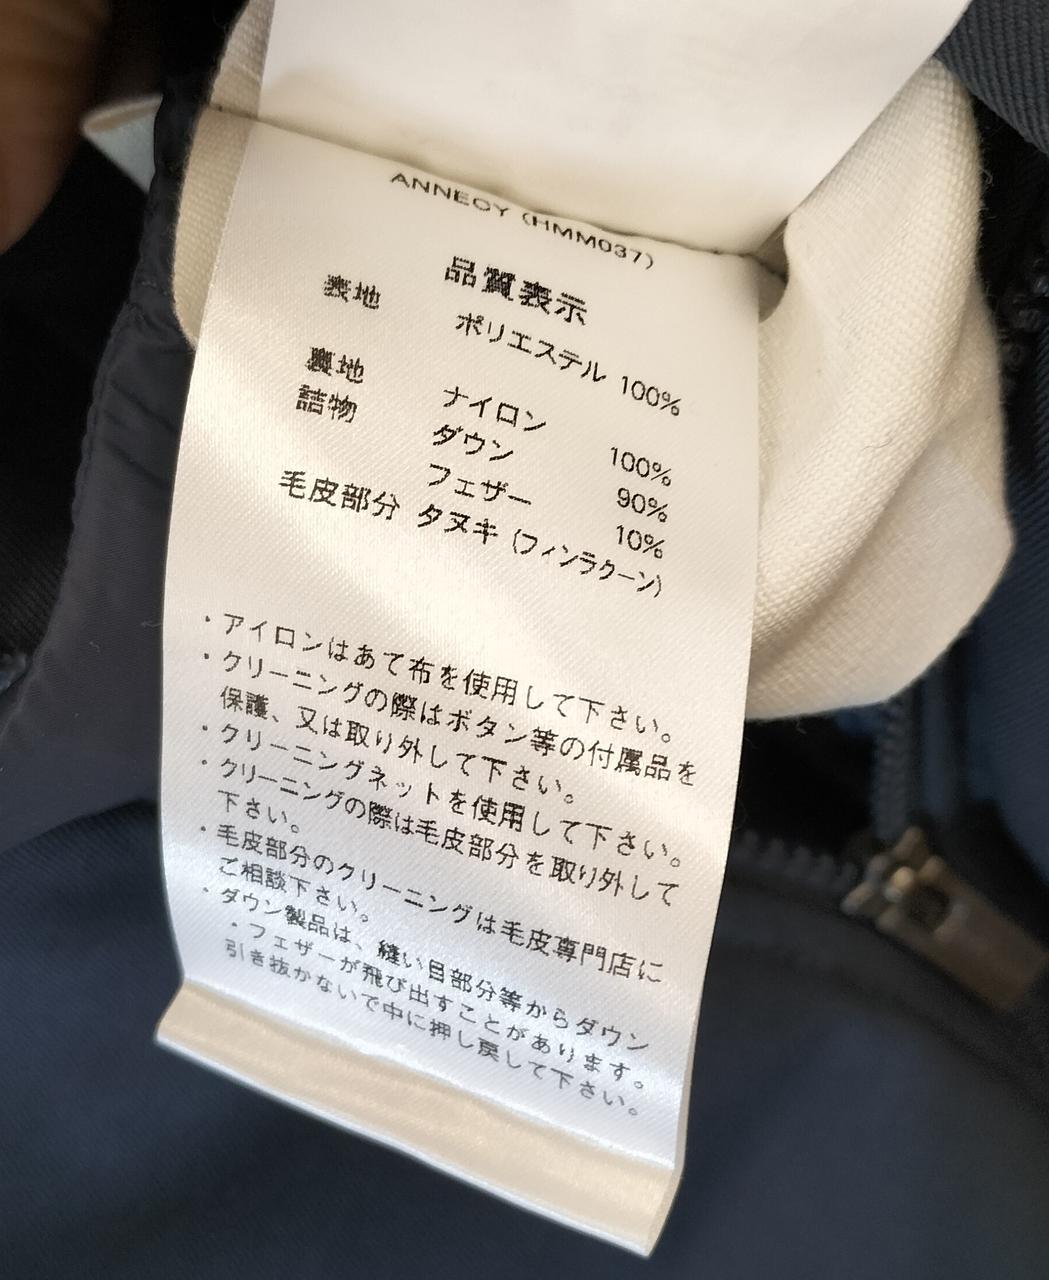 ANNECY (HMM037)
品質表示
表地 ポリエステル 100%
裏地 ナイロン 100%
詰物 ダウン 90%
フェザー 10%
毛皮部分 タヌキ (フィンラクーン)
・アイロンはあて布を使用して下さい。
・クリーニングの際はボタン等の付属品を
保護、又は取り外して下さい。
・クリーニングネットを使用して下さい。
・クリーニングの際は毛皮部分を取り外して
下さい。
・毛皮部分のクリーニングは毛皮専門店に
ご相談下さい。
・ダウン製品は、縫い目部分等からダウン
・フェザーが飛び出すことがあります。
引き抜かないで中に押し戻して下さい。